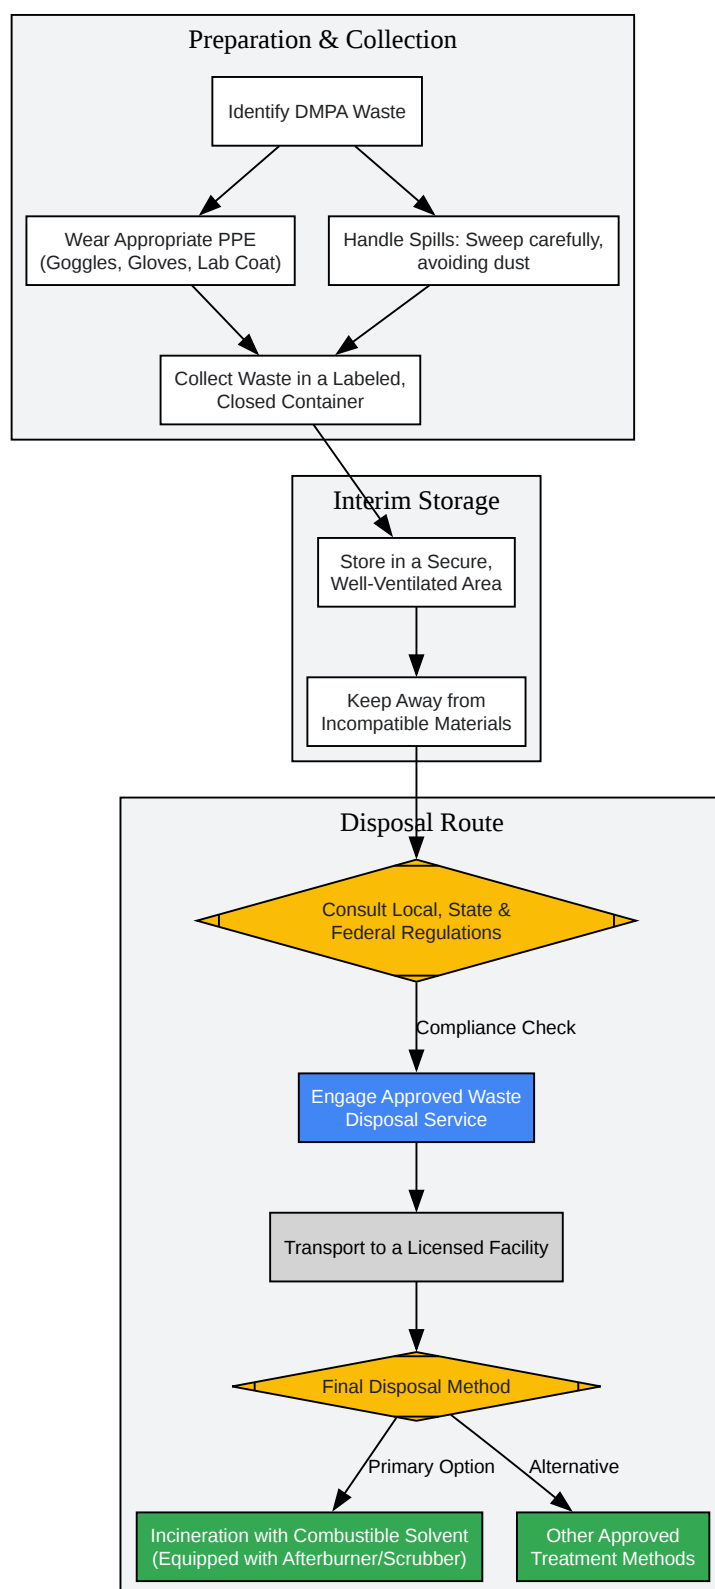 Preparation & Collection
Identify DMPA Waste
Wear Appropriate PPE
(Goggles, Gloves, Lab Coat)
Handle Spills: Sweep carefully,
avoiding dust
Collect Waste in a Labeled,
Closed Container
Interim Storage
Store in a Secure,
Well-Ventilated Area
Keep Away from
Incompatible Materials
Disposal Route
Consult Local, State &
Federal Regulations
Compliance Check
Engage Approved Waste
Disposal Service
Transport to a Licensed Facility
Final Disposal Method
Primary Option
Alternative
Incineration with Combustible Solvent
(Equipped with Afterburner/Scrubber)
Other Approved
Treatment Methods